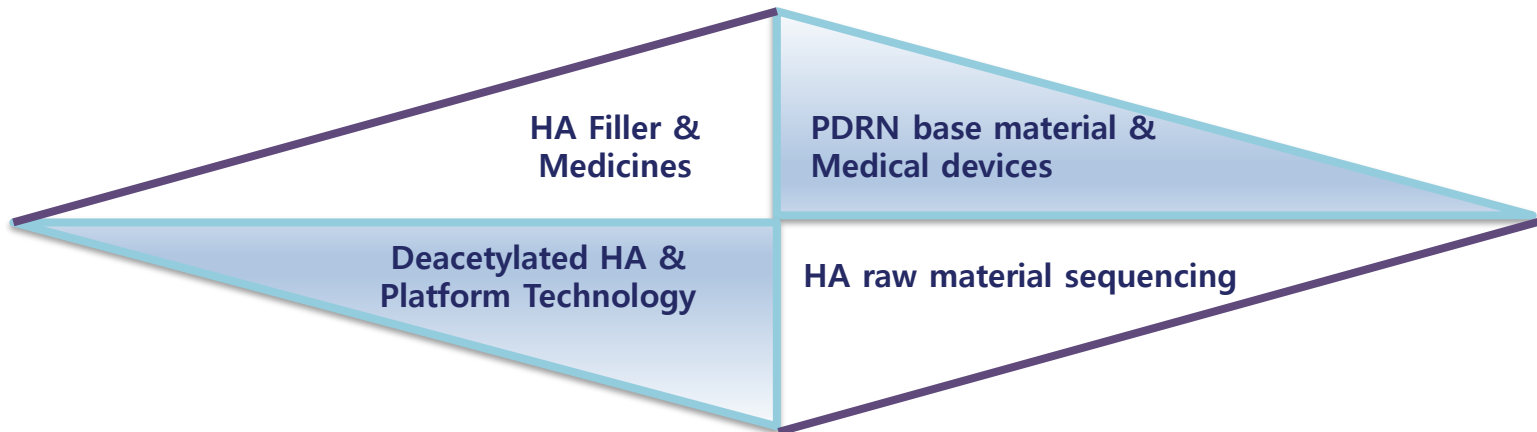 HA Filler &
Medicines
PDRN base material &
Medical devices
Deacetylated HA &
Platform Technology
HA raw material sequencing